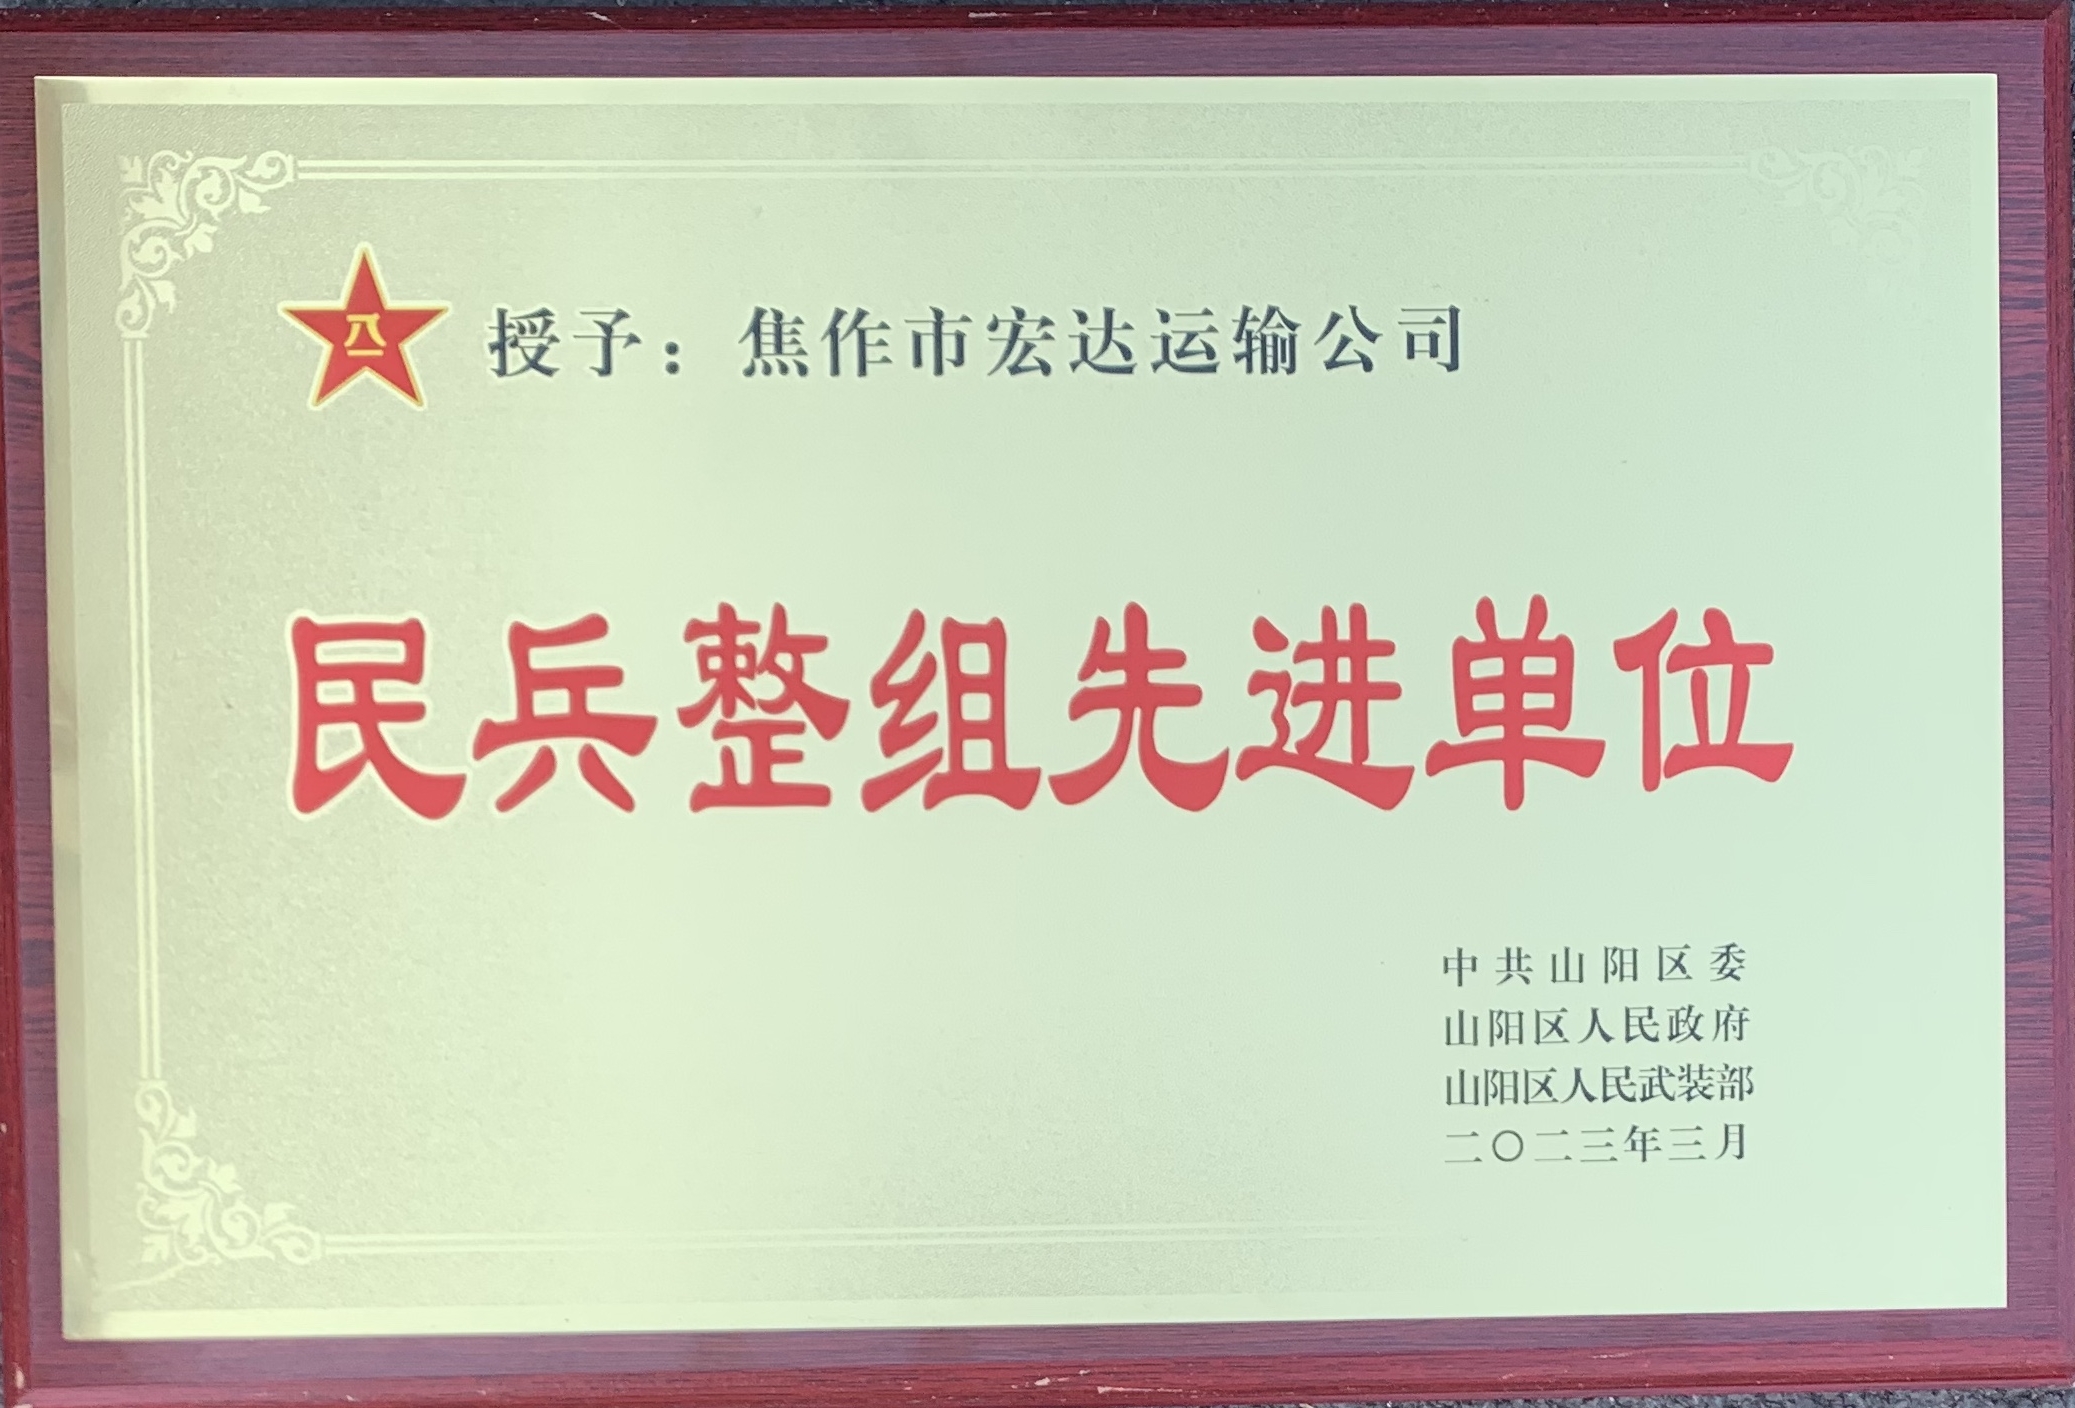 八一
授予：焦作市宏达运输公司
民兵整组先进单位
中共山阳区委
山阳区人民政府
山阳区人民武装部
二〇二三年三月